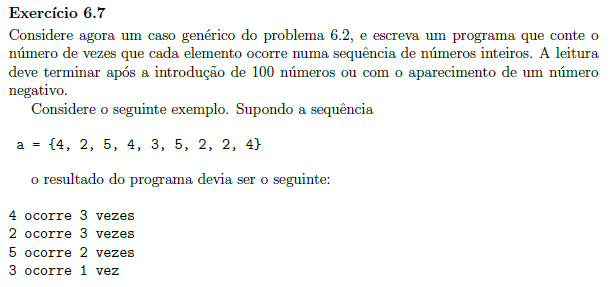 Exercício 6.7
Considere agora um caso genérico do problema 6.2, e escreva um programa que conte o
número de vezes que cada elemento ocorre numa sequência de números inteiros. A leitura
deve terminar após a introdução de 100 números ou com o aparecimento de um número
negativo.
Considere o seguinte exemplo. Supondo a sequência
a = {4, 2, 5, 4, 3, 5, 2, 2, 4}
o resultado do programa devia ser o seguinte:
4 ocorre 3 vezes
2 ocorre 3 vezes
5 ocorre 2 vezes
3 ocorre 1 vez